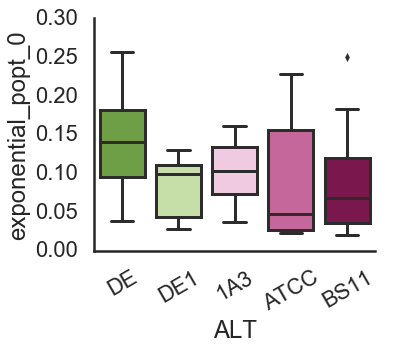 exponential_popt_0
0.30
0.25
0.20
0.15
0.10
0.05
0.00
DE
DE1
1A3
ATCC
BS11
ALT